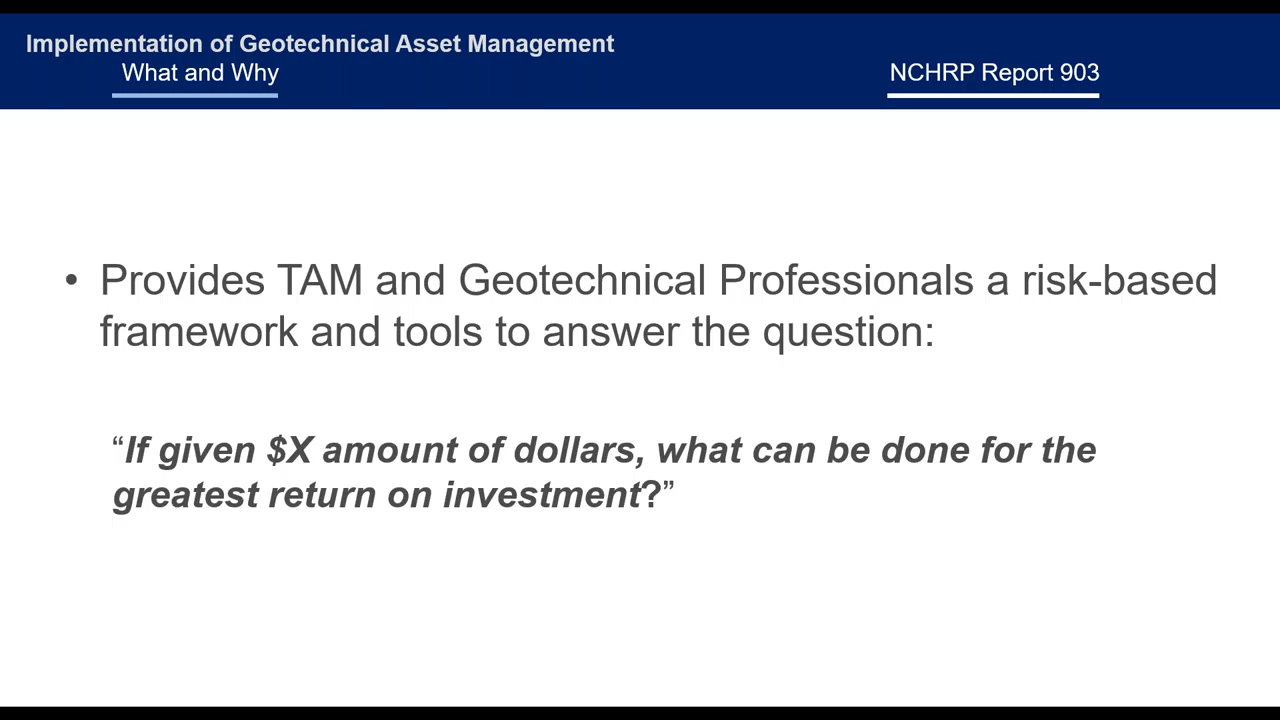 Implementation of Geotechnical Asset Management
What and Why
NCHRP Report 903
• Provides TAM and Geotechnical Professionals a risk-based
framework and tools to answer the question:
“If given $X amount of dollars, what can be done for the
greatest return on investment?”